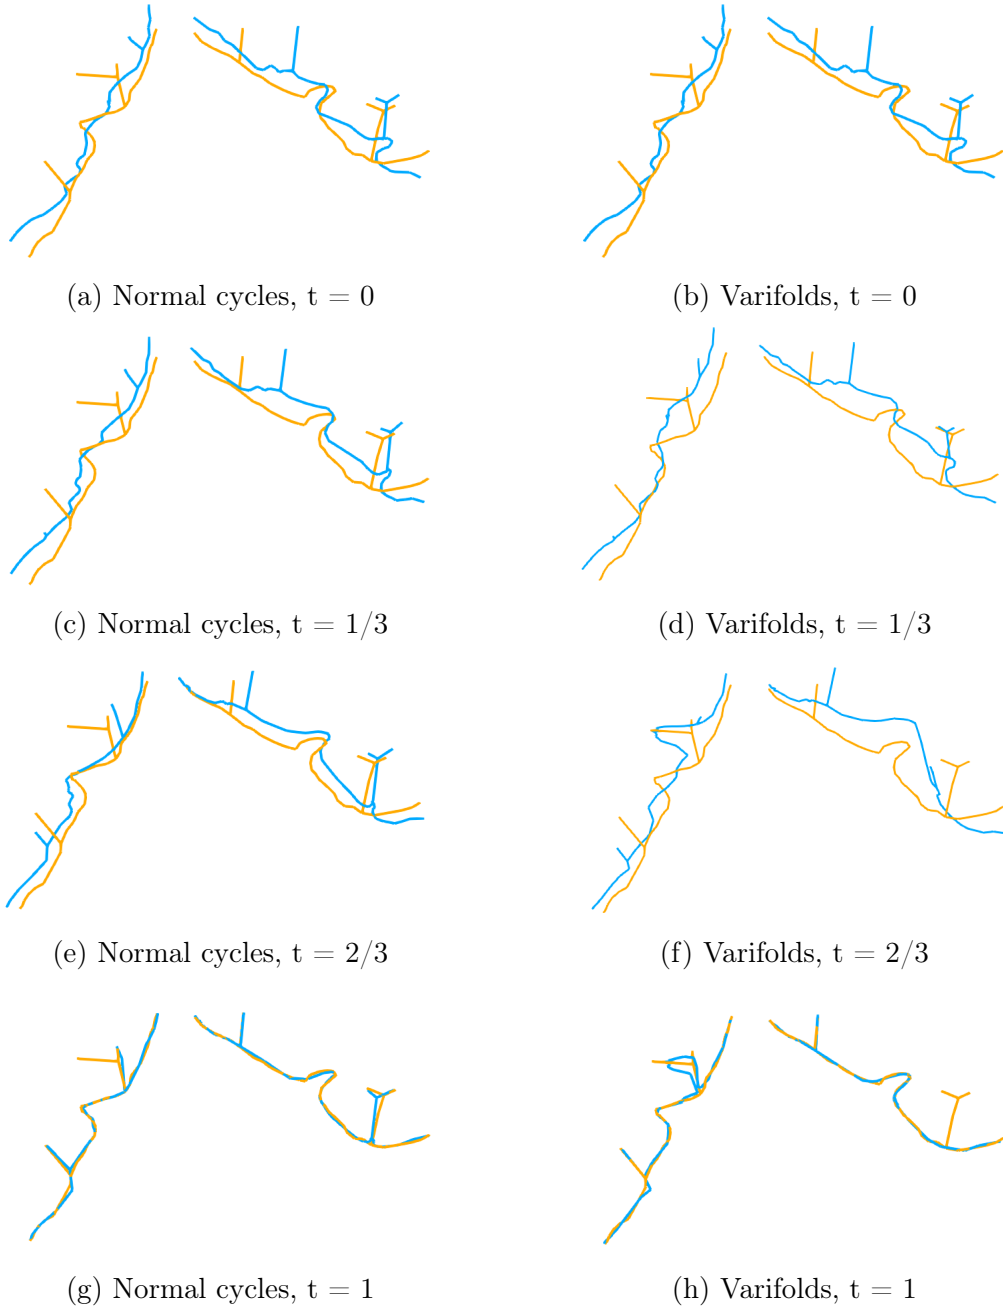 (a) Normal cycles, t = 0
(b) Varifolds, t = 0
(c) Normal cycles, t = 1/3
(d) Varifolds, t = 1/3
(e) Normal cycles, t = 2/3
(f) Varifolds, t = 2/3
(g) Normal cycles, t = 1
(h) Varifolds, t = 1